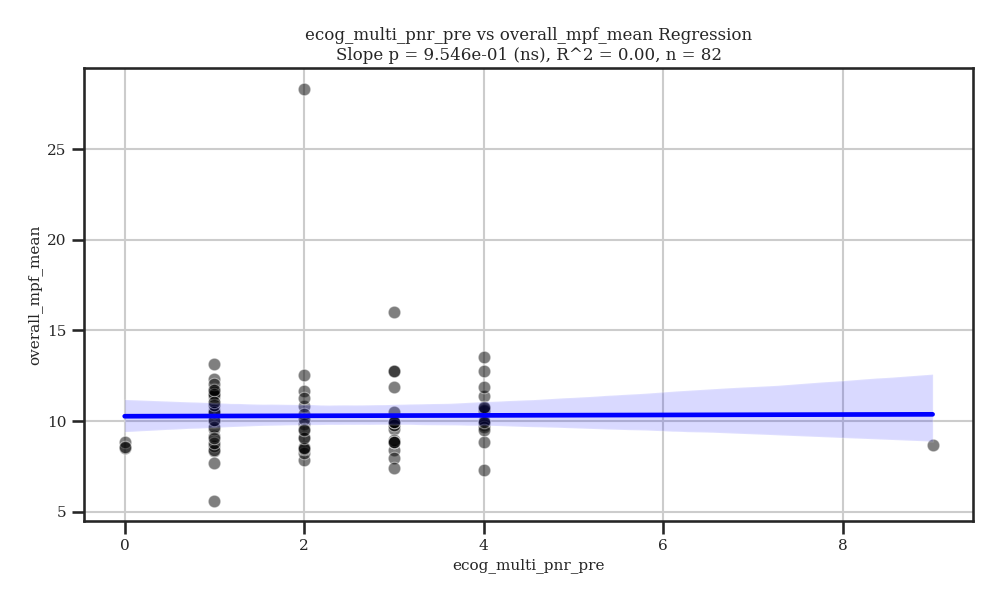 ecog_multi_pnr_pre vs overall_mpf_mean Regression
Slope p = 9.546e-01 (ns), R^2 = 0.00, n = 82
overall_mpf_mean
25
20
15
10
5
0
2
4
6
8
ecog_multi_pnr_pre